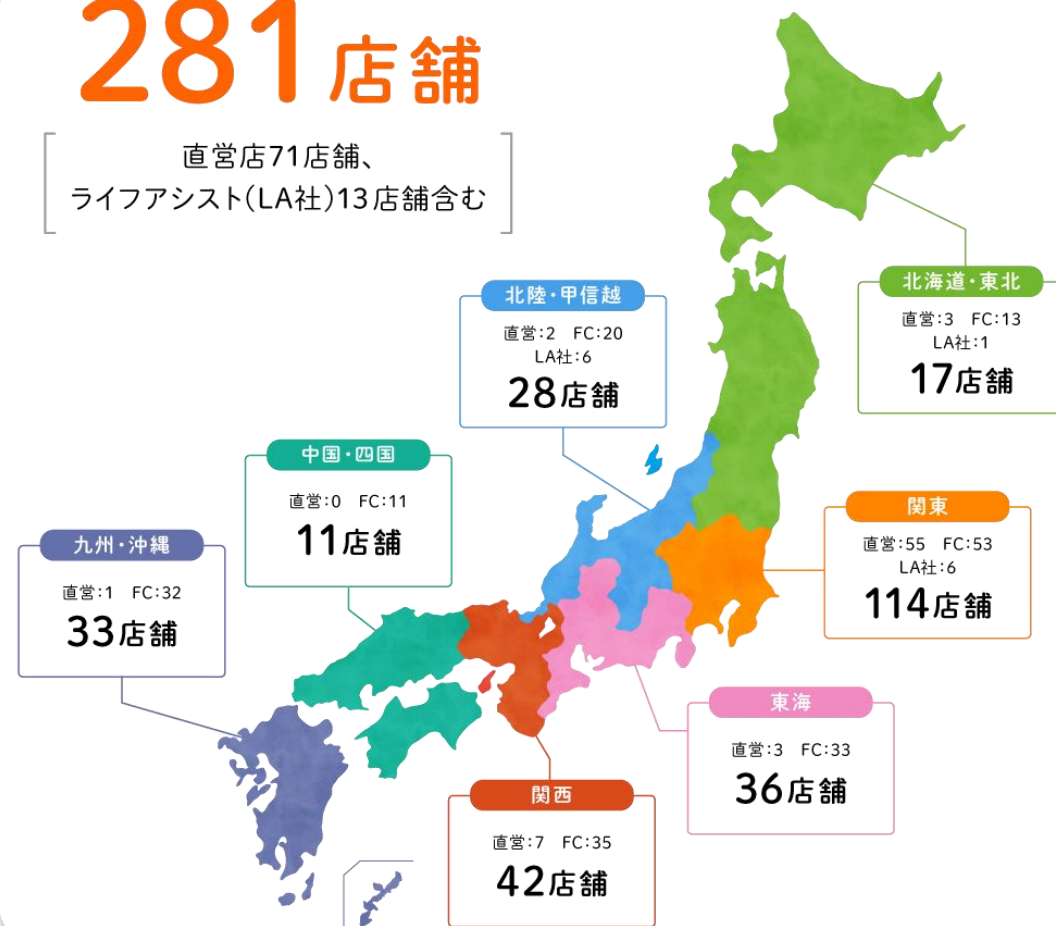 281店舗
直営店71店舗、
ライフアシスト(LA社)13店舗含む
北海道・東北
直営:3 FC:13
LA社:1
17店舗
北陸・甲信越
直営:2 FC:20
LA社:6
28店舗
中国・四国
直営:0 FC:11
11店舗
関東
直営:55 FC:53
LA社:6
114店舗
九州・沖縄
直営:1 FC:32
33店舗
東海
直営:3 FC:33
36店舗
関西
直営:7 FC:35
42店舗